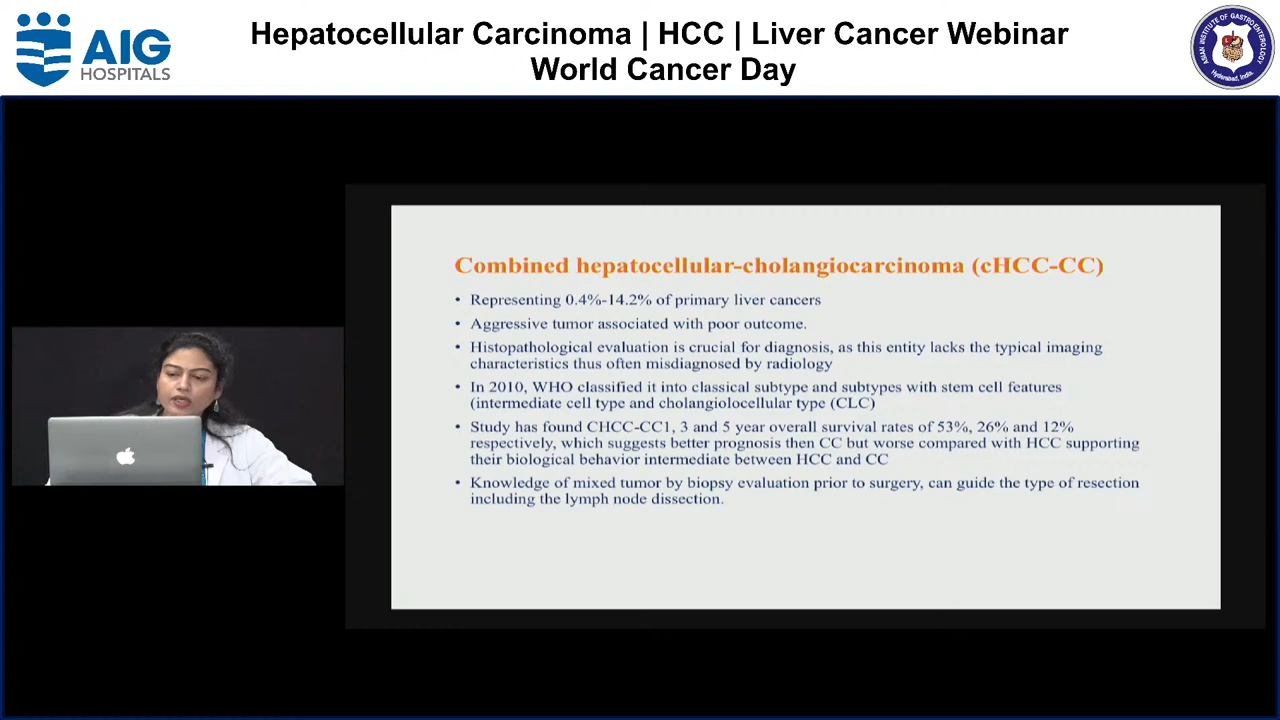 AIG
HOSPITALS
Hepatocellular Carcinoma | HCC | Liver Cancer Webinar
World Cancer Day
ASIAN INSTITUTE OF GASTROENTEROLOGY
Hyderabad, India.
Combined hepatocellular-cholangiocarcinoma (cHCC-CC)
• Representing 0.4%-14.2% of primary liver cancers
• Aggressive tumor associated with poor outcome.
• Histopathological evaluation is crucial for diagnosis, as this entity lacks the typical imaging
characteristics thus often misdiagnosed by radiology
• In 2010, WHO classified it into classical subtype and subtypes with stem cell features
(intermediate cell type and cholangiolocellular type (CLC)
• Study has found CHCC-CC1, 3 and 5 year overall survival rates of 53%, 26% and 12%
respectively, which suggests better prognosis then CC but worse compared with HCC supporting
their biological behavior intermediate between HCC and CC
• Knowledge of mixed tumor by biopsy evaluation prior to surgery, can guide the type of resection
including the lymph node dissection.